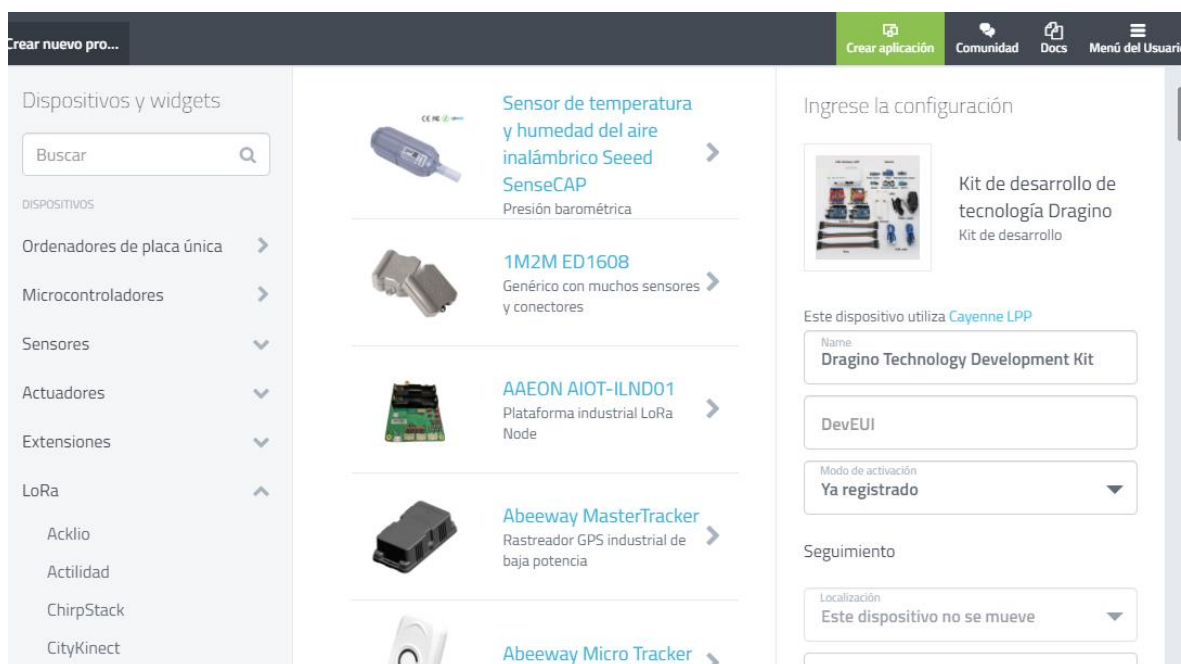 Crear nuevo pro...
Crear aplicación
Comunidad
Docs
Menú del Usuari
Dispositivos y widgets
Buscar
DISPOSITIVOS
Ordenadores de placa única
Microcontroladores
Sensores
Actuadores
Extensiones
LoRa
Acklio
Actilidad
ChirpStack
CityKinect
Sensor de temperatura
y humedad del aire
inalámbrico Seeed
SenseCAP
Presión barométrica
1M2M ED1608
Genérico con muchos sensores
y conectores
AAEON AIOT-ILND01
Plataforma industrial LoRa
Node
Abeeway MasterTracker
Rastreador GPS industrial de
baja potencia
Abeeway Micro Tracker
Ingrese la configuración
Kit de desarrollo de
tecnología Dragino
Kit de desarrollo
Este dispositivo utiliza Cayenne LPP
Name
Dragino Technology Development Kit
DevEUI
Modo de activación
Ya registrado
Seguimiento
Localización
Este dispositivo no se mueve